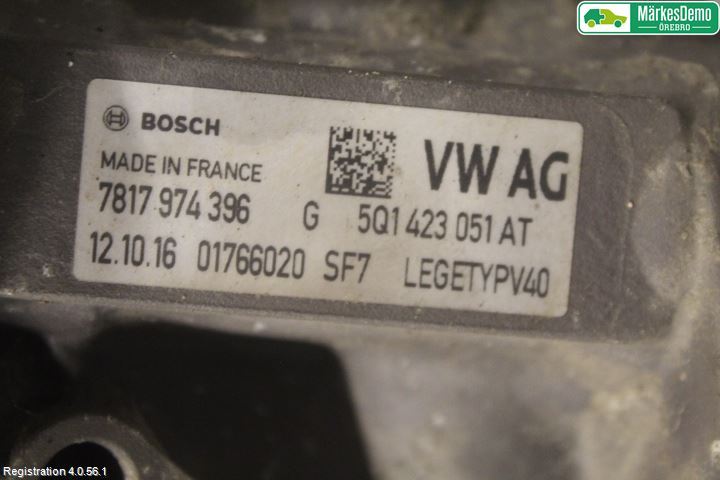 MärkesDemo
ÖREBRO
BOSCH
VW AG
MADE IN FRANCE
7817 974 396 G 5Q1 423 051 AT
12.10.16 01766020 SF7 LEGETYPV40
Registration 4.0.56.1